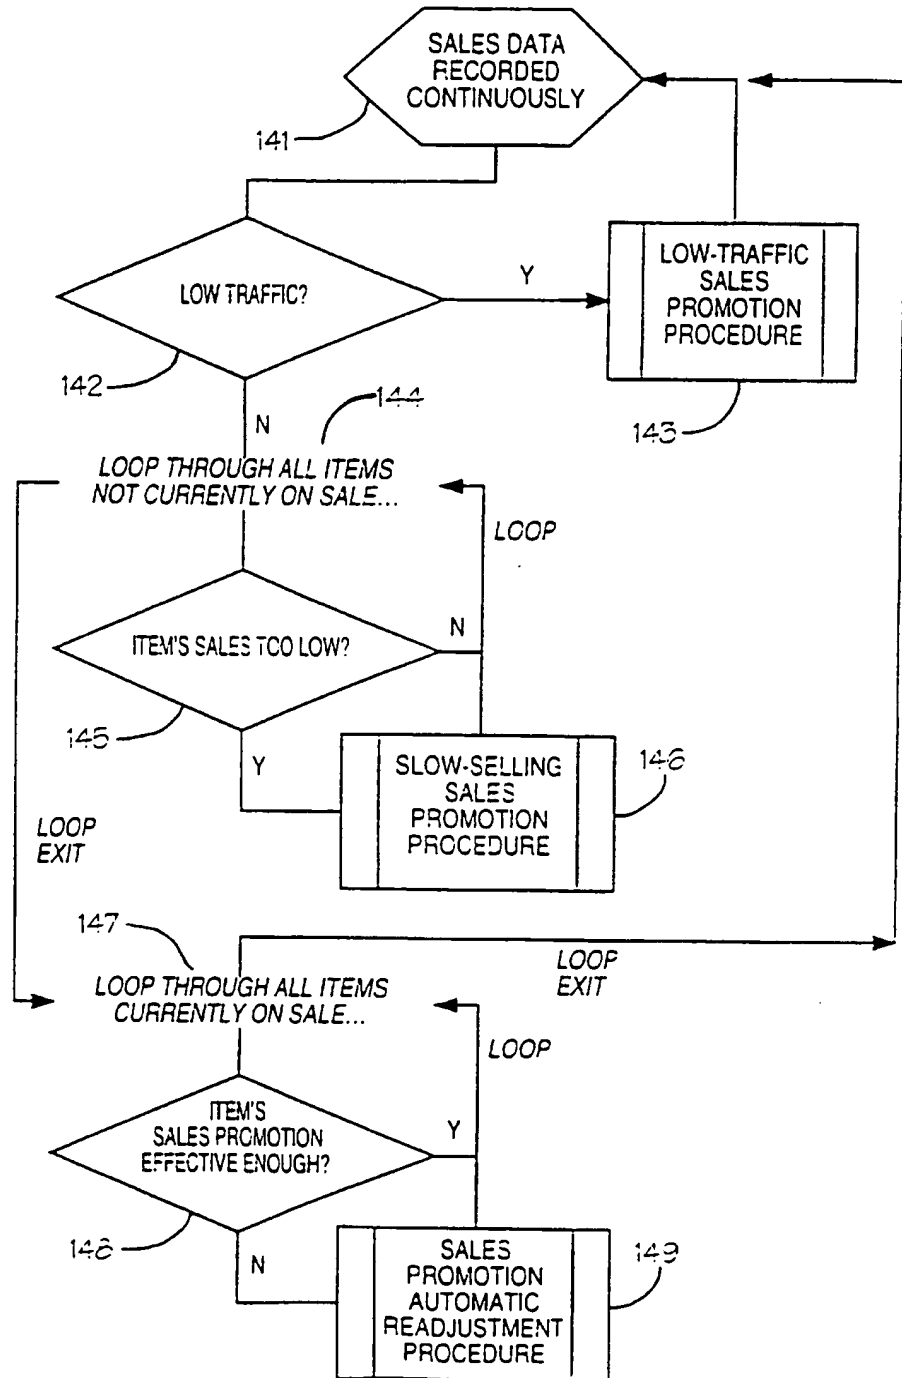 SALES DATA
RECORDED
CONTINUOUSLY
141
LOW TRAFFIC?
Y
LOW-TRAFFIC
SALES
PROMOTION
PROCEDURE
142
143
N
144
LOOP THROUGH ALL ITEMS
NOT CURRENTLY ON SALE...
LOOP
ITEM'S SALES TOO LOW?
N
145
Y
SLOW-SELLING
SALES
PROMOTION
PROCEDURE
146
LOOP
EXIT
147
LOOP THROUGH ALL ITEMS
CURRENTLY ON SALE...
LOOP
EXIT
LOOP
ITEM'S
SALES PROMOTION
EFFECTIVE ENOUGH?
Y
148
N
SALES
PROMOTION
AUTOMATIC
READJUSTMENT
PROCEDURE
149